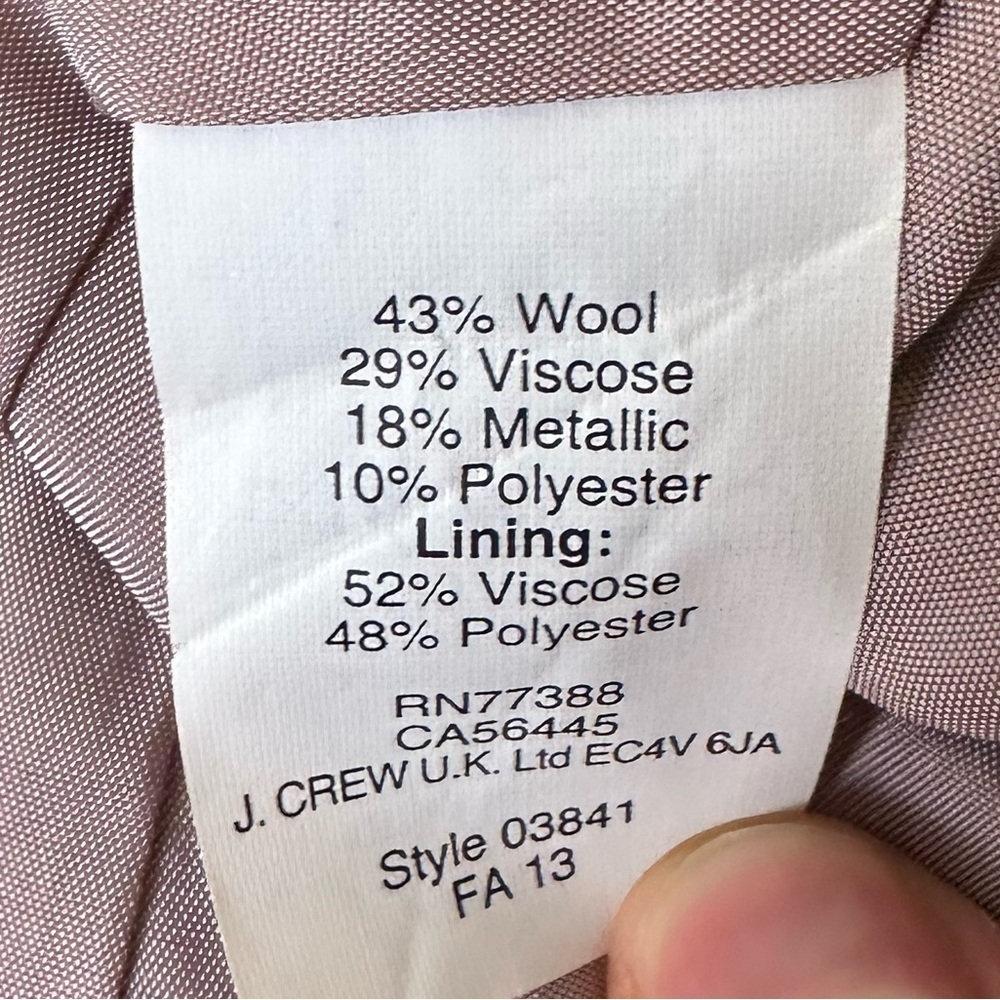 43% Wool
29% Viscose
18% Metallic
10% Polyester
Lining:
52% Viscose
48% Polyester
RN77388
CA56445
J. CREW U.K. Ltd EC4V 6JA
Style 03841
FA 13